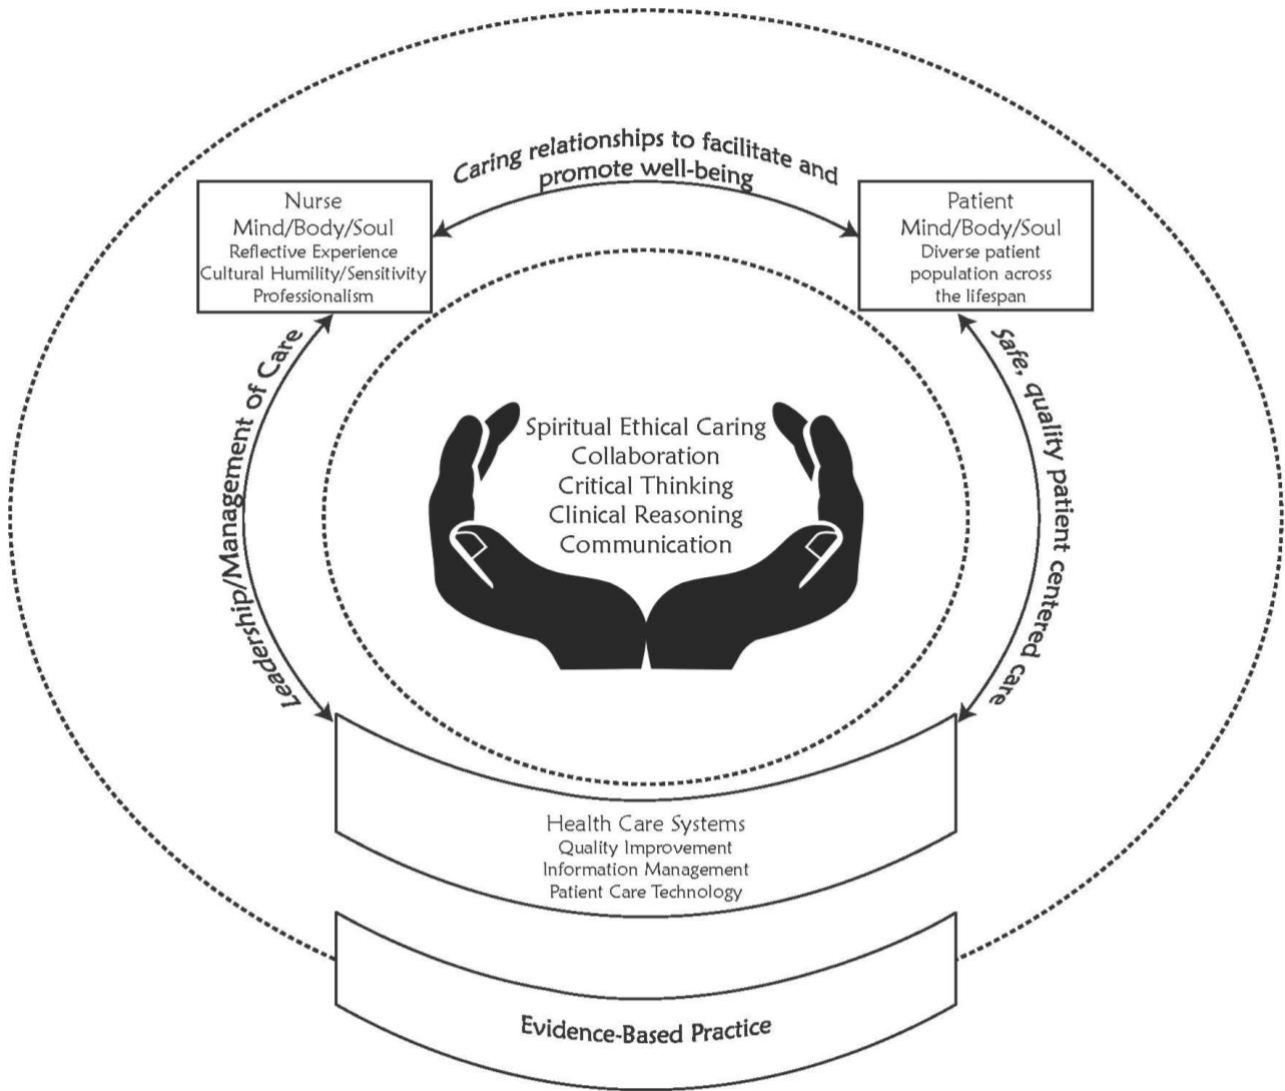 Caring relationships to facilitate and
promote well-being
Nurse
Mind/Body/Soul
Reflective Experience
Cultural Humility/Sensitivity
Professionalism
Patient
Mind/Body/Soul
Diverse patient
population across
the lifespan
Leadership/Management of Care
Safe, quality patient centered care
Spiritual Ethical Caring
Collaboration
Critical Thinking
Clinical Reasoning
Communication
Health Care Systems
Quality Improvement
Information Management
Patient Care Technology
Evidence-Based Practice